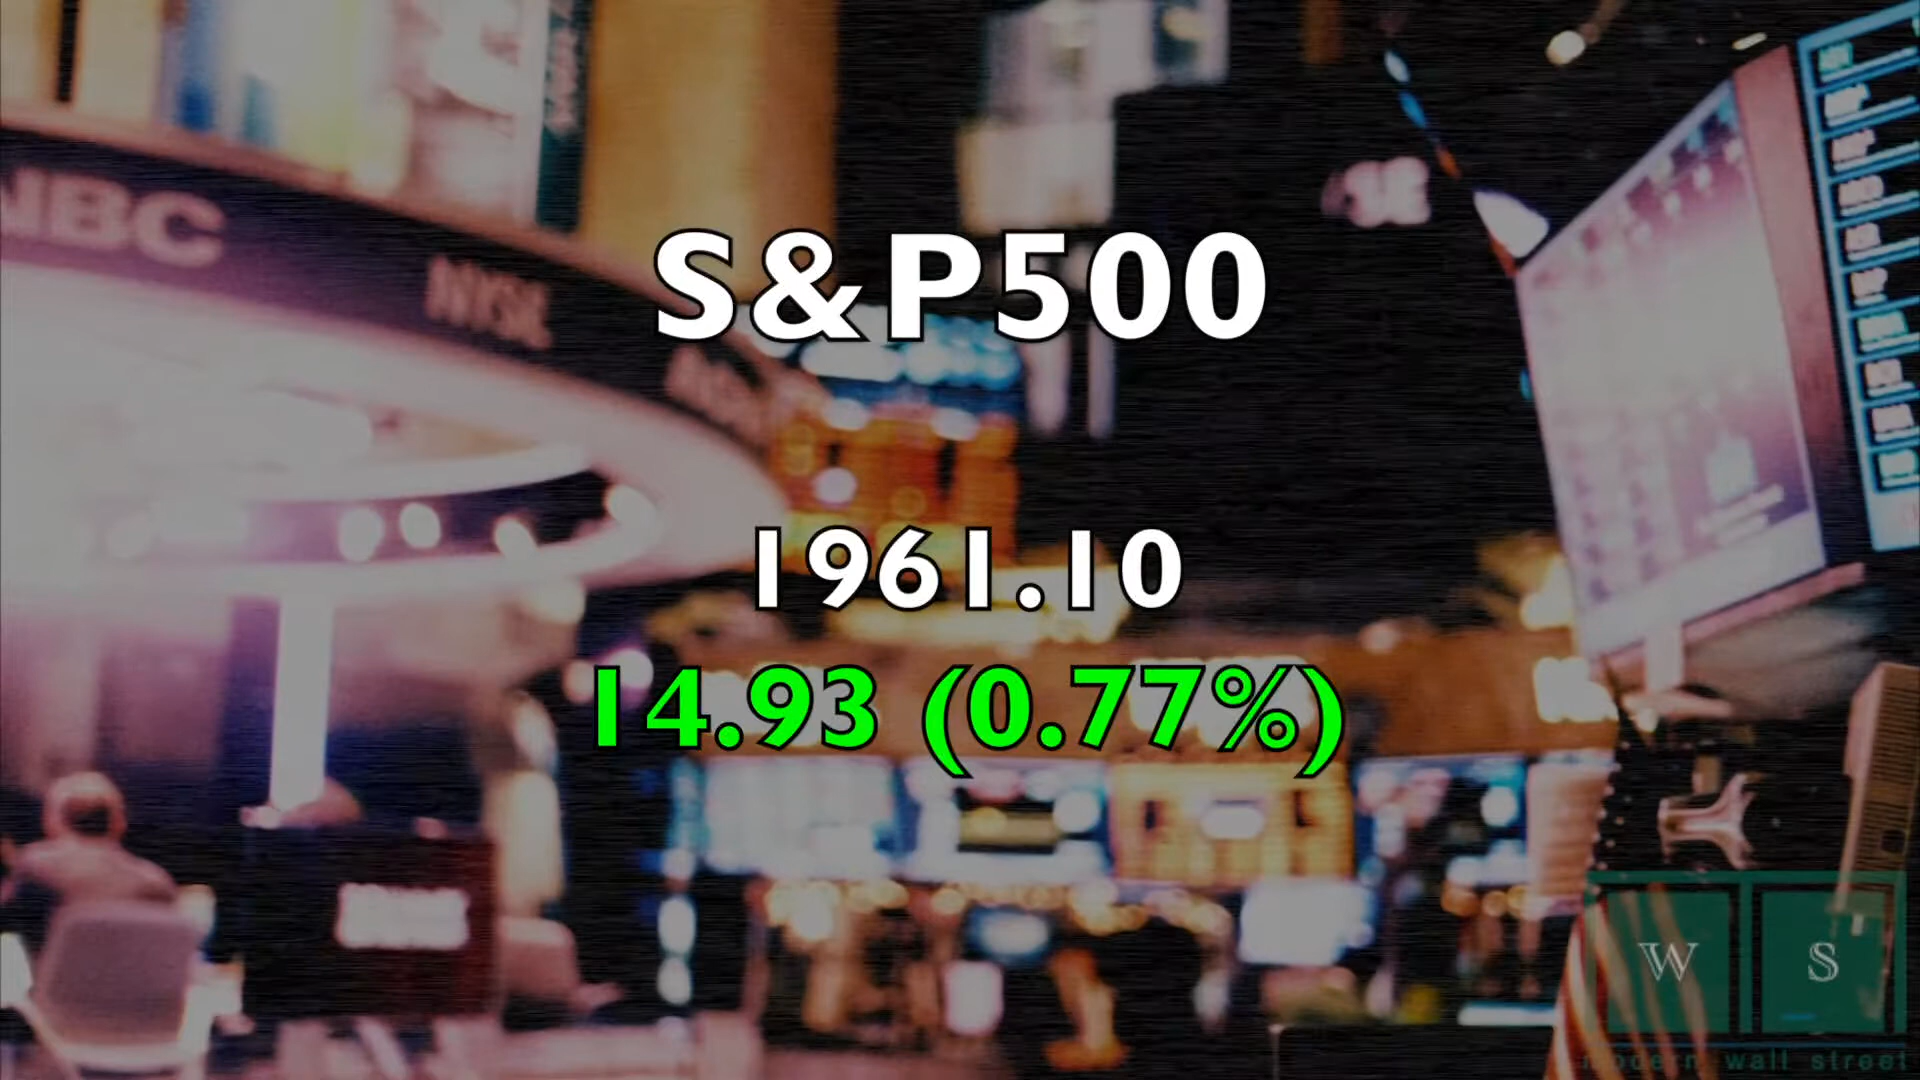 NBC
NYSE
S&P500
1961.10
14.93 (0.77%)
W S
modern wall street